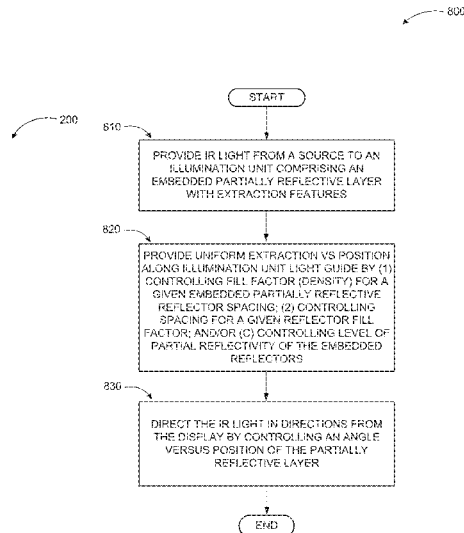 800
START
200
810
PROVIDE IR LIGHT FROM A SOURCE TO AN
ILLUMINATION UNIT COMPRISING AN
EMBEDDED PARTIALLY REFLECTIVE LAYER
WITH EXTRACTION FEATURES
820
PROVIDE UNIFORM EXTRACTION VS POSITION
ALONG ILLUMINATION UNIT LIGHT GUIDE BY (1)
CONTROLLING FILL FACTOR (DENSITY) FOR A
GIVEN EMBEDDED PARTIALLY REFLECTIVE
REFLECTOR SPACING; (2) CONTROLLING
SPACING FOR A GIVEN REFLECTOR FILL
FACTOR; AND/OR (C) CONTROLLING LEVEL OF
PARTIAL REFLECTIVITY OF THE EMBEDDED
REFLECTORS
830
DIRECT THE IR LIGHT IN DIRECTIONS FROM
THE DISPLAY BY CONTROLLING AN ANGLE
VERSUS POSITION OF THE PARTIALLY
REFLECTIVE LAYER
END